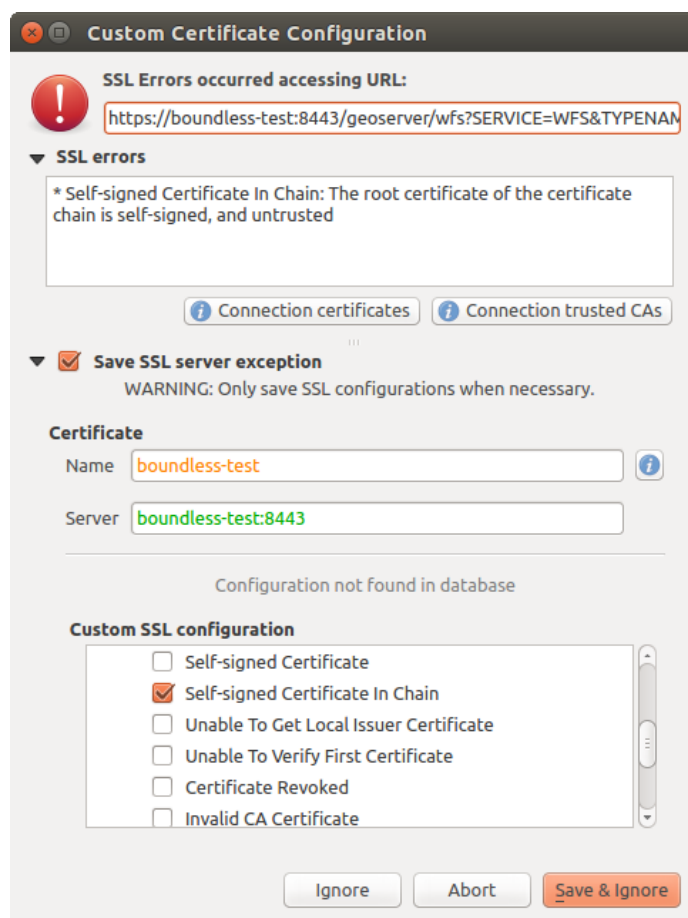 Custom Certificate Configuration
SSL Errors occurred accessing URL:
https://boundless-test:8443/geoserver/wfs?SERVICE=WFS&TYPENAM
SSL errors
* Self-signed Certificate In Chain: The root certificate of the certificate
chain is self-signed, and untrusted
Connection certificates
Connection trusted CAs
Save SSL server exception
WARNING: Only save SSL configurations when necessary.
Certificate
Name boundless-test
Server boundless-test:8443
Configuration not found in database
Custom SSL configuration
Self-signed Certificate
Self-signed Certificate In Chain
Unable To Get Local Issuer Certificate
Unable To Verify First Certificate
Certificate Revoked
Invalid CA Certificate
Ignore
Abort
Save & Ignore